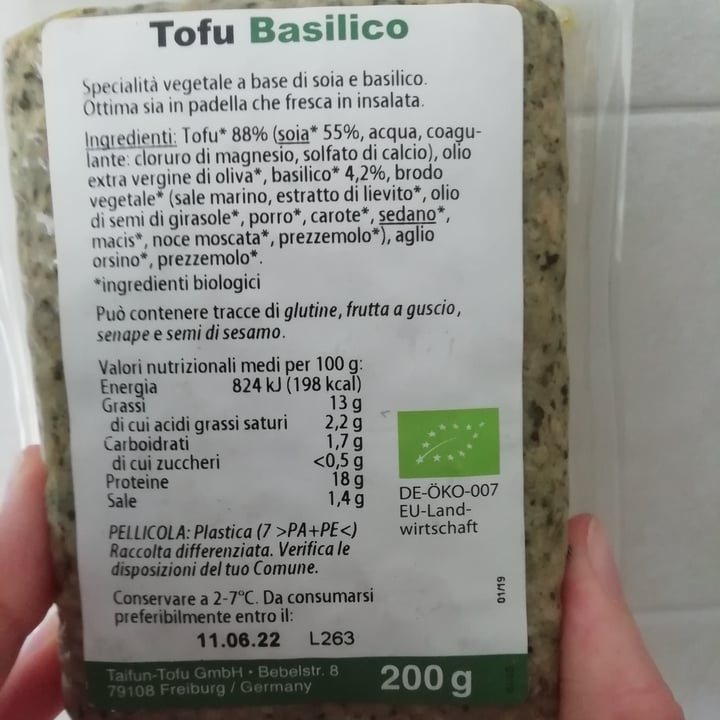 Tofu Basilico
Specialità vegetale a base di soia e basilico.
Ottima sia in padella che fresca in insalata.
Ingredienti: Tofu* 88% (soia* 55%, acqua, coagu-
lante: cloruro di magnesio, solfato di calcio), olio
extra vergine di oliva*, basilico* 4,2%, brodo
vegetale* (sale marino, estratto di lievito*, olio
di semi di girasole*, porro*, carote*, sedano*,
macis*, noce moscata*, prezzemolo*), aglio
orsino*, prezzemolo*.
*ingredienti biologici
Può contenere tracce di glutine, frutta a guscio,
senape e semi di sesamo.
Valori nutrizionali medi per 100 g:
Energia 824 kJ (198 kcal)
Grassi 13 g
di cui acidi grassi saturi 2,2 g
Carboidrati 1,7 g
di cui zuccheri <0,5 g
Proteine 18 g
Sale 1,4 g
DE-ÖKO-007
EU-Land-
wirtschaft
PELLICOLA: Plastica (7 >PA+PE<)
Raccolta differenziata. Verifica le
disposizioni del tuo Comune.
Conservare a 2-7°C. Da consumarsi
preferibilmente entro il:
11.06.22 L263
01/19
Taifun-Tofu GmbH • Bebelstr. 8
79108 Freiburg / Germany
200 g